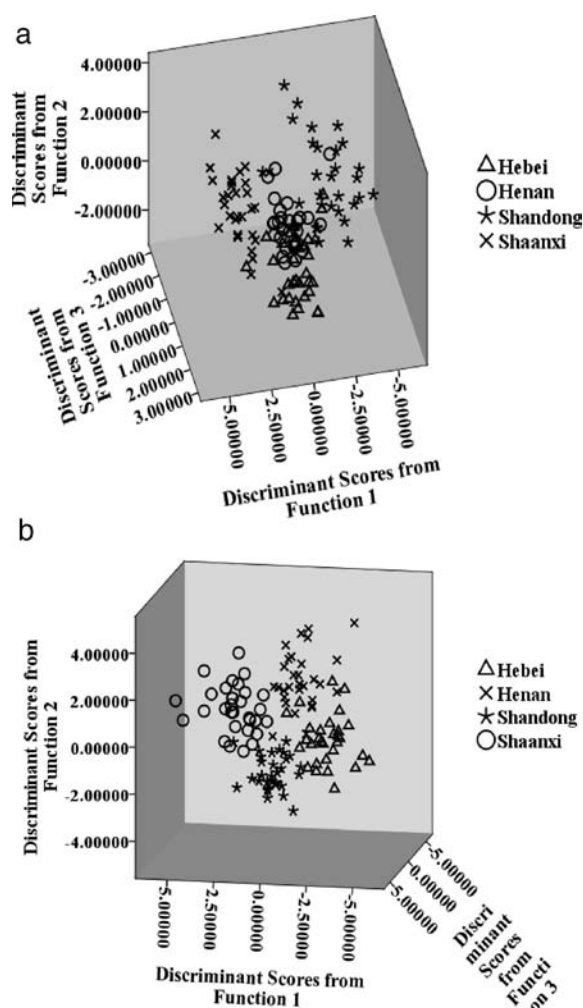 a
4.00000
2.00000
0.00000
-2.00000
Discriminant
Scores from
Function 2
-3.00000
-2.00000
-1.00000
0.00000
1.00000
2.00000
3.00000
Discriminant
Scores from
Function 3
5.00000
2.50000
0.00000
-2.50000
-5.00000
Discriminant Scores from
Function 1
Hebei
Henan
Shandong
Shaanxi
b
4.00000
2.00000
0.00000
-2.00000
-4.00000
Discriminant Scores from
Function 2
5.00000
2.50000
0.00000
-2.50000
-5.00000
Discriminant Scores from
Function 1
-5.00000
0.00000
-5.00000
Discri
minant
Scores
from
Functi
on 3
Hebei
Henan
Shandong
Shaanxi